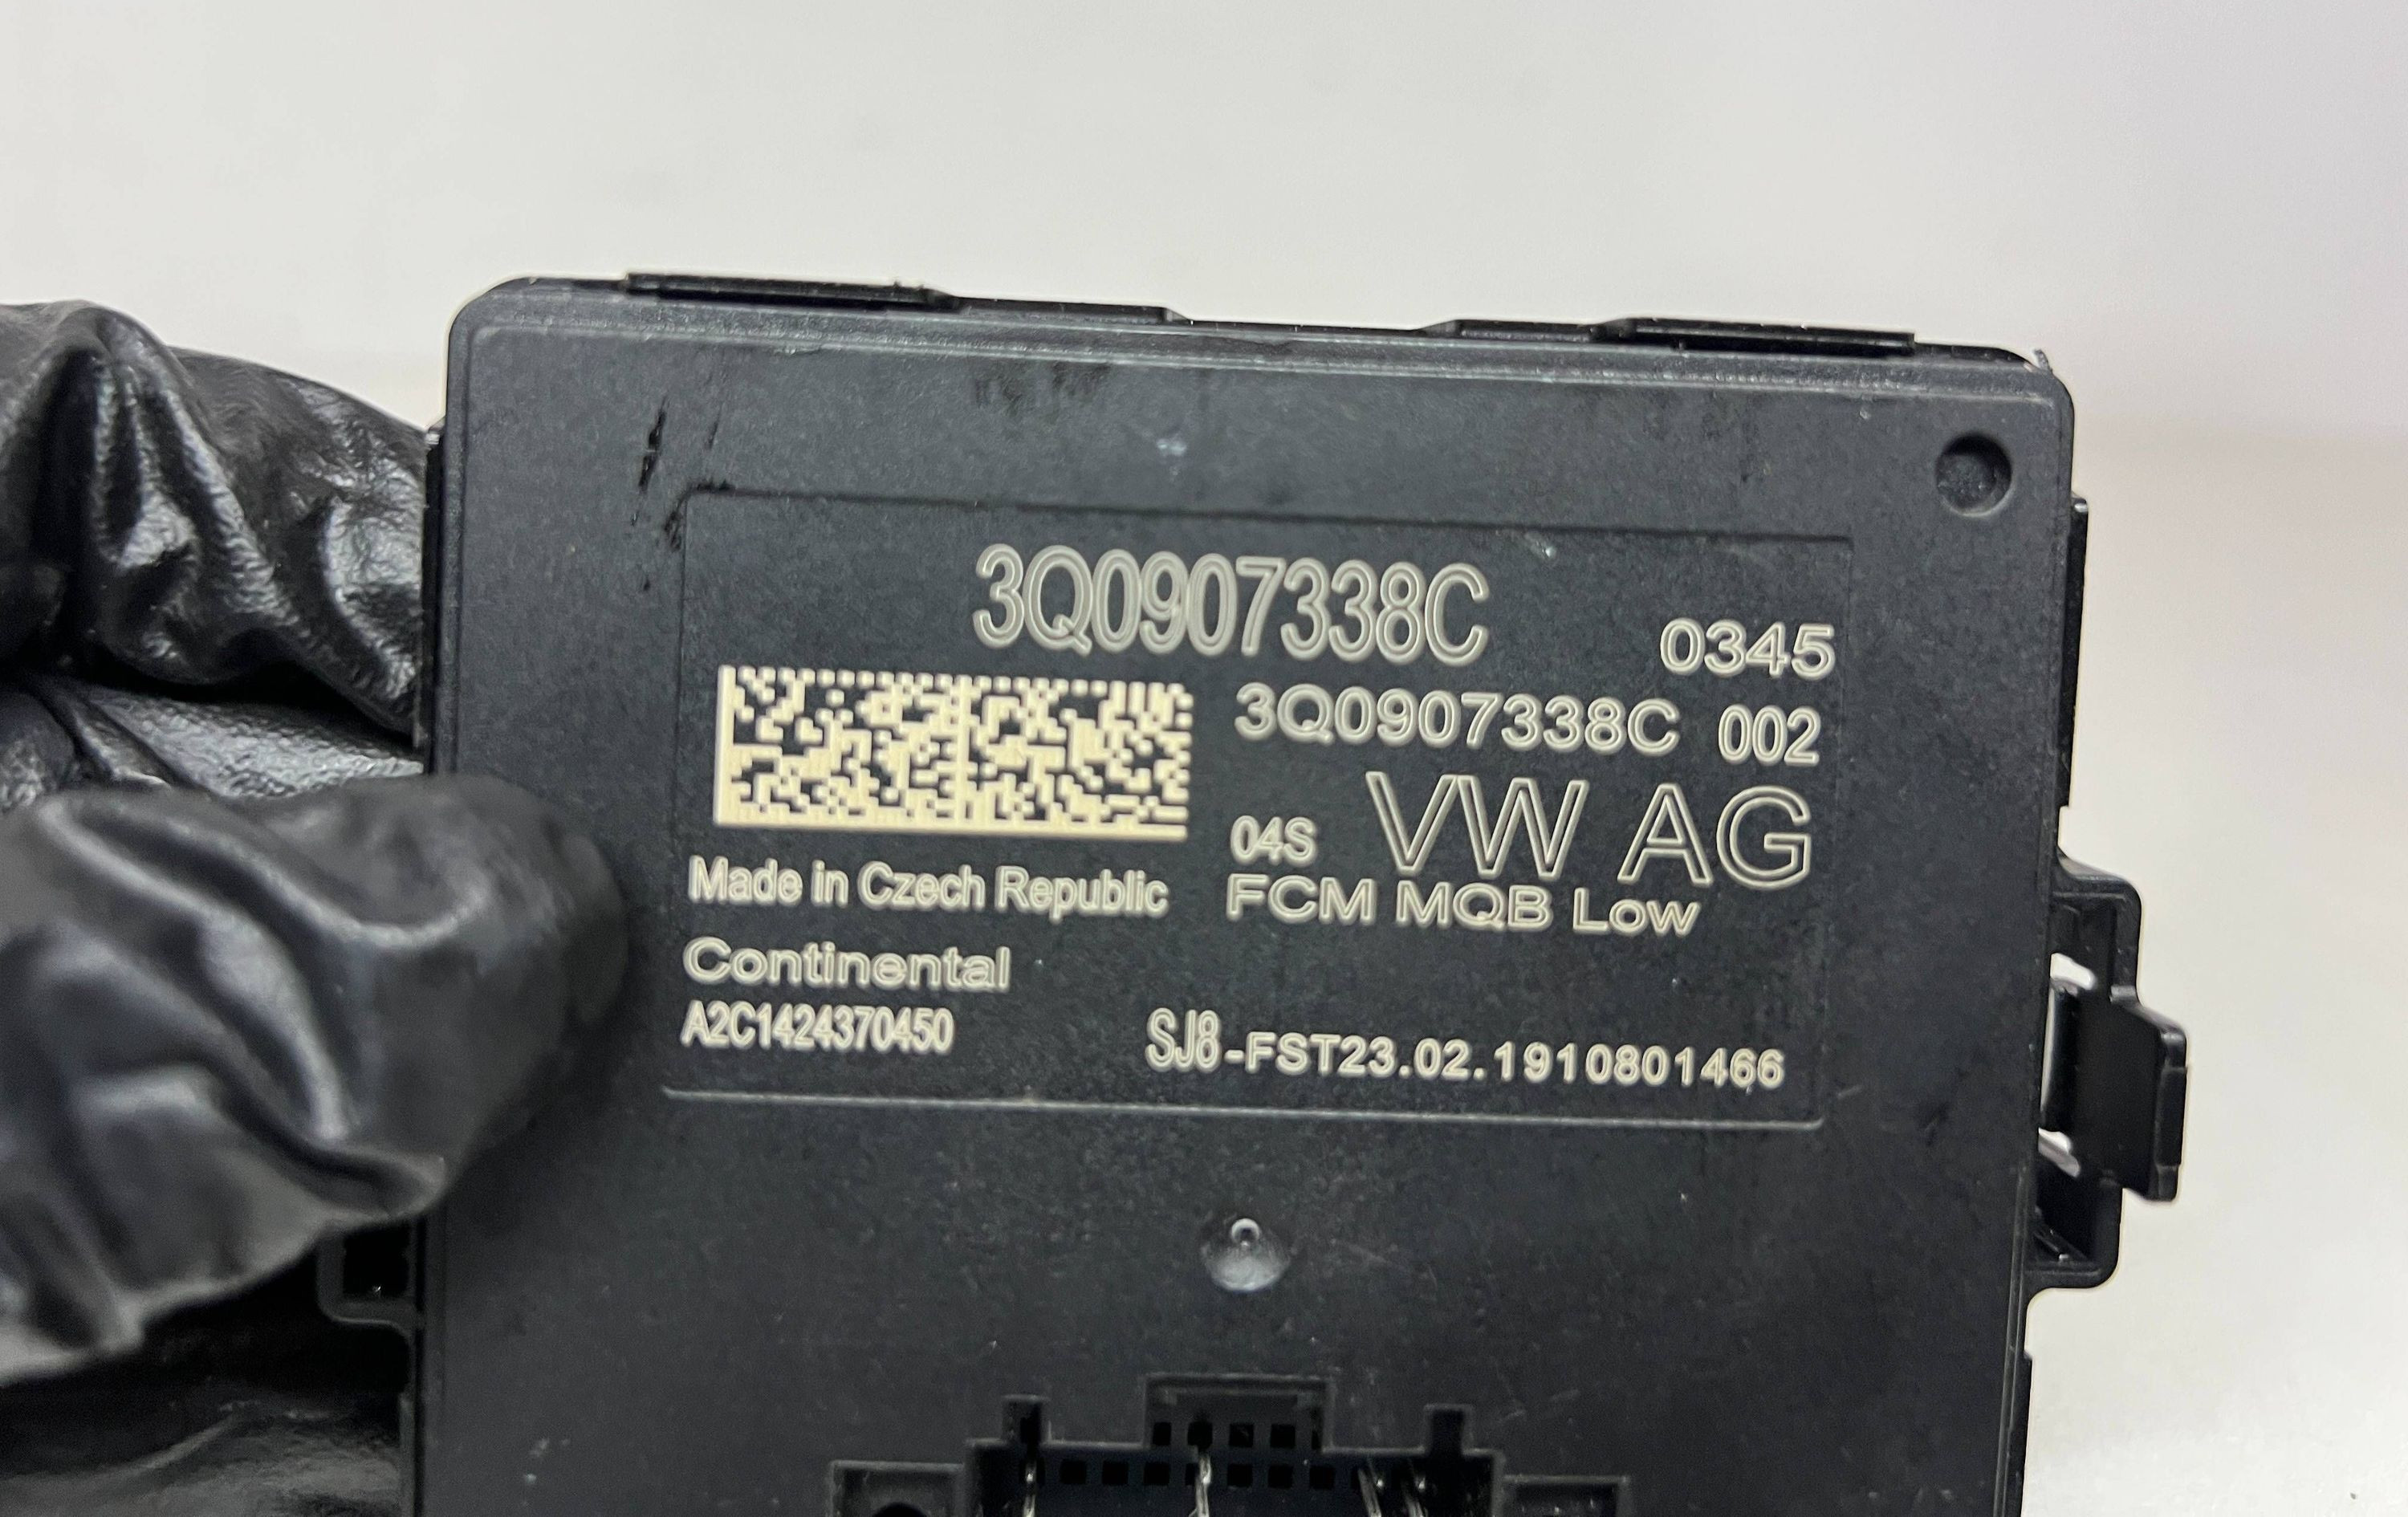 3Q0907338C
0345
3Q0907338C 002
04S VW AG
FCM MQB Low
Made in Czech Republic
Continental
A2C1424370450
SJ8-FST23.02.1910801466